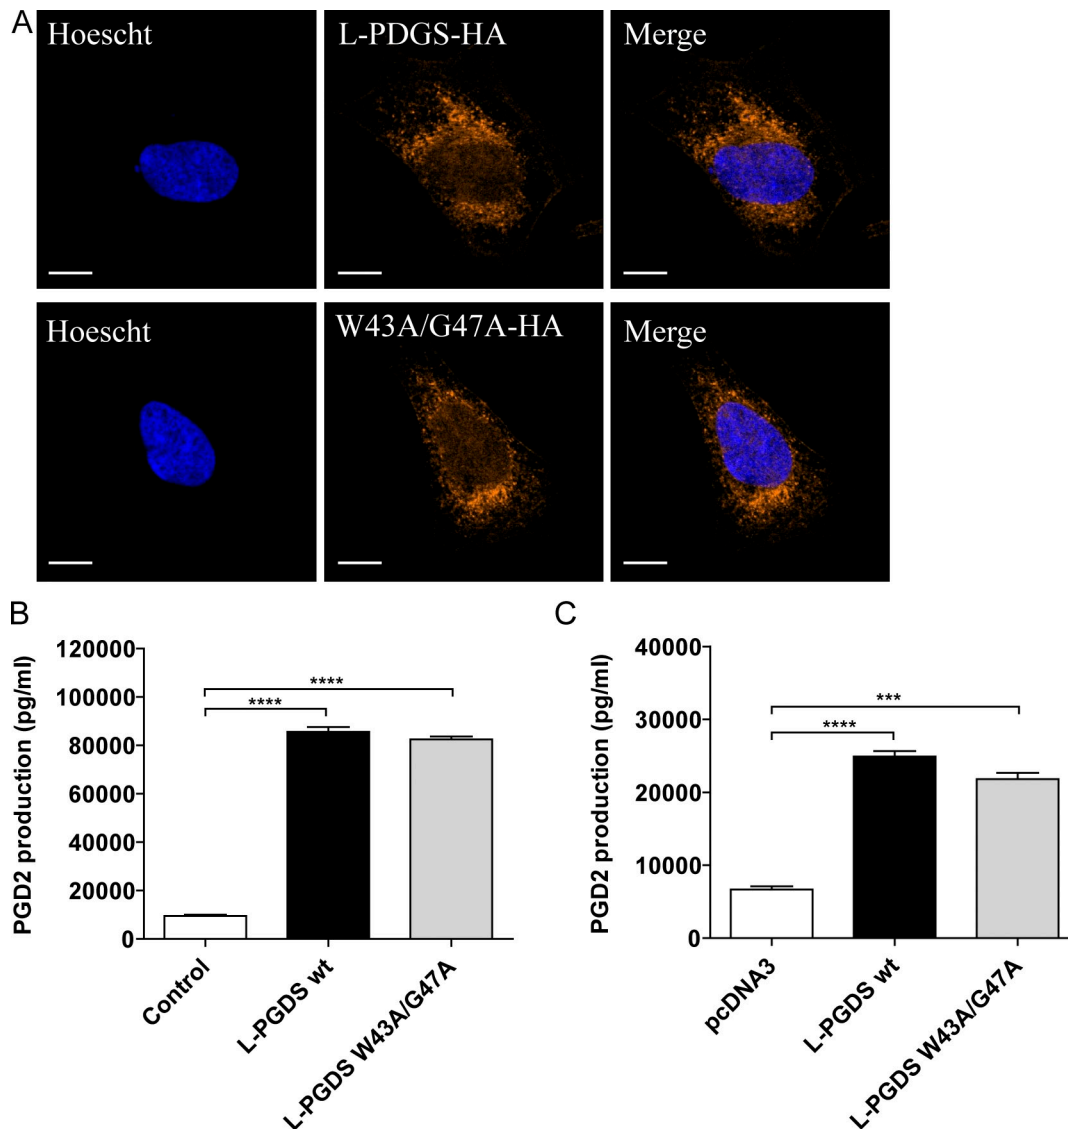 A
Hoescht
L-PDGS-HA
Merge
Hoescht
W43A/G47A-HA
Merge
B
PGD2 production (pg/ml)
120000
100000
80000
60000
40000
20000
0
****
****
Control
L-PGDS wt
L-PGDS W43A/G47A
C
PGD2 production (pg/ml)
40000
30000
20000
10000
0
***
****
pcDNA3
L-PGDS wt
L-PGDS W43A/G47A